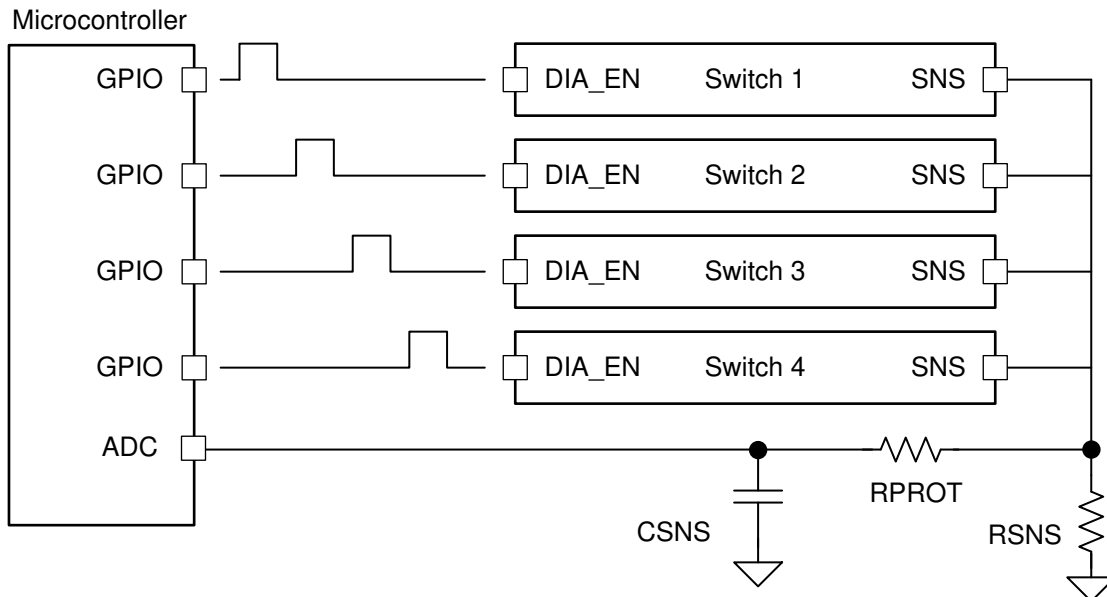 Microcontroller
GPIO DIA_EN Switch 1 SNS
GPIO DIA_EN Switch 2 SNS
GPIO DIA_EN Switch 3 SNS
GPIO DIA_EN Switch 4 SNS
ADC
RPROT
CSNS
RSNS